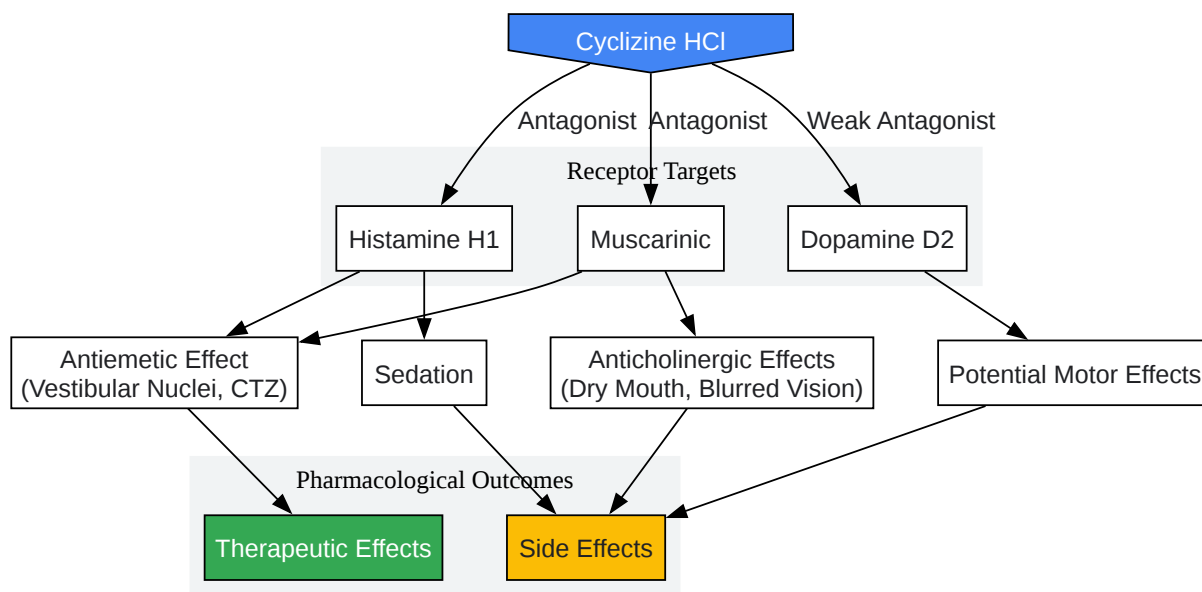 Cyclizine HCl
Antagonist
Antagonist
Weak Antagonist
Receptor Targets
Histamine H1
Muscarinic
Dopamine D2
Antiemetic Effect
(Vestibular Nuclei, CTZ)
Sedation
Anticholinergic Effects
(Dry Mouth, Blurred Vision)
Potential Motor Effects
Pharmacological Outcomes
Therapeutic Effects
Side Effects